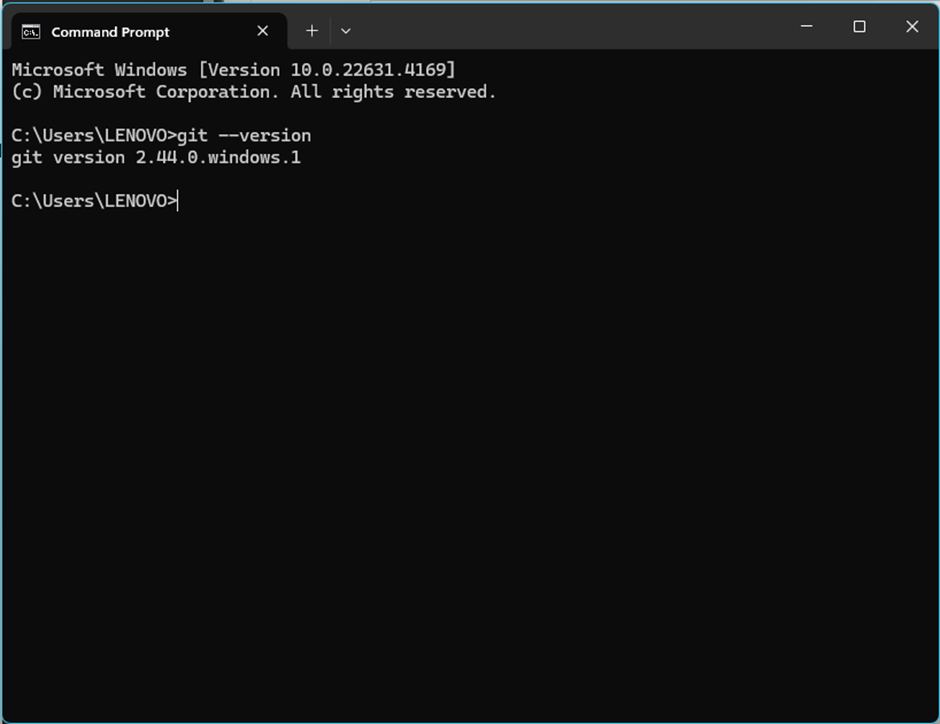 Command Prompt
Microsoft Windows [Version 10.0.22631.4169]
(c) Microsoft Corporation. All rights reserved.
C:\Users\LENOVO>git --version
git version 2.44.0.windows.1
C:\Users\LENOVO>